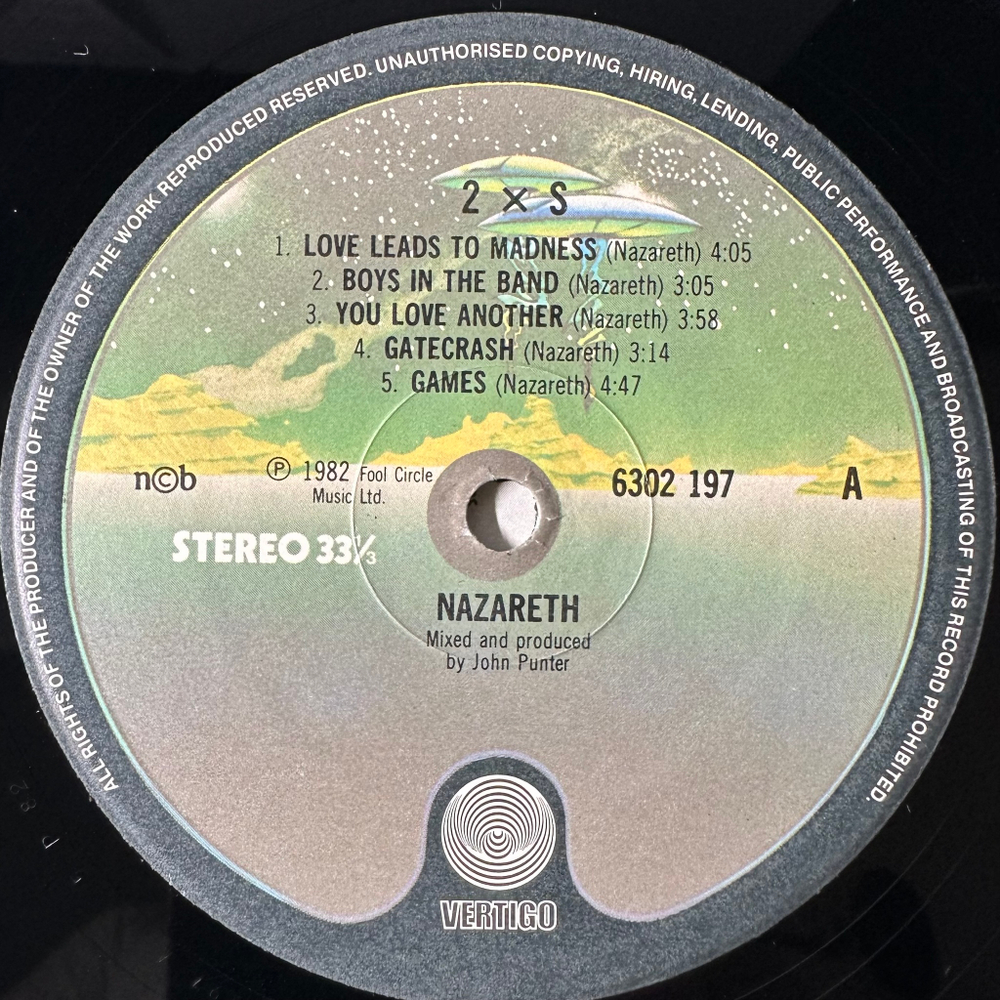 ALL RIGHTS OF THE PRODUCER AND OF THE OWNER OF THE WORK REPRODUCED RESERVED. UNAUTHORISED COPYING, HIRING, LENDING, PUBLIC PERFORMANCE AND BROADCASTING OF THIS RECORD PROHIBITED.
2 × S
1. LOVE LEADS TO MADNESS (Nazareth) 4:05
2. BOYS IN THE BAND (Nazareth) 3:05
3. YOU LOVE ANOTHER (Nazareth) 3:58
4. GATECRASH (Nazareth) 3:14
5. GAMES (Nazareth) 4:47
n©b ℗ 1982 Fool Circle 6302 197 A
Music Ltd.
STEREO 33⅓
NAZARETH
Mixed and produced
by John Punter
VERTIGO